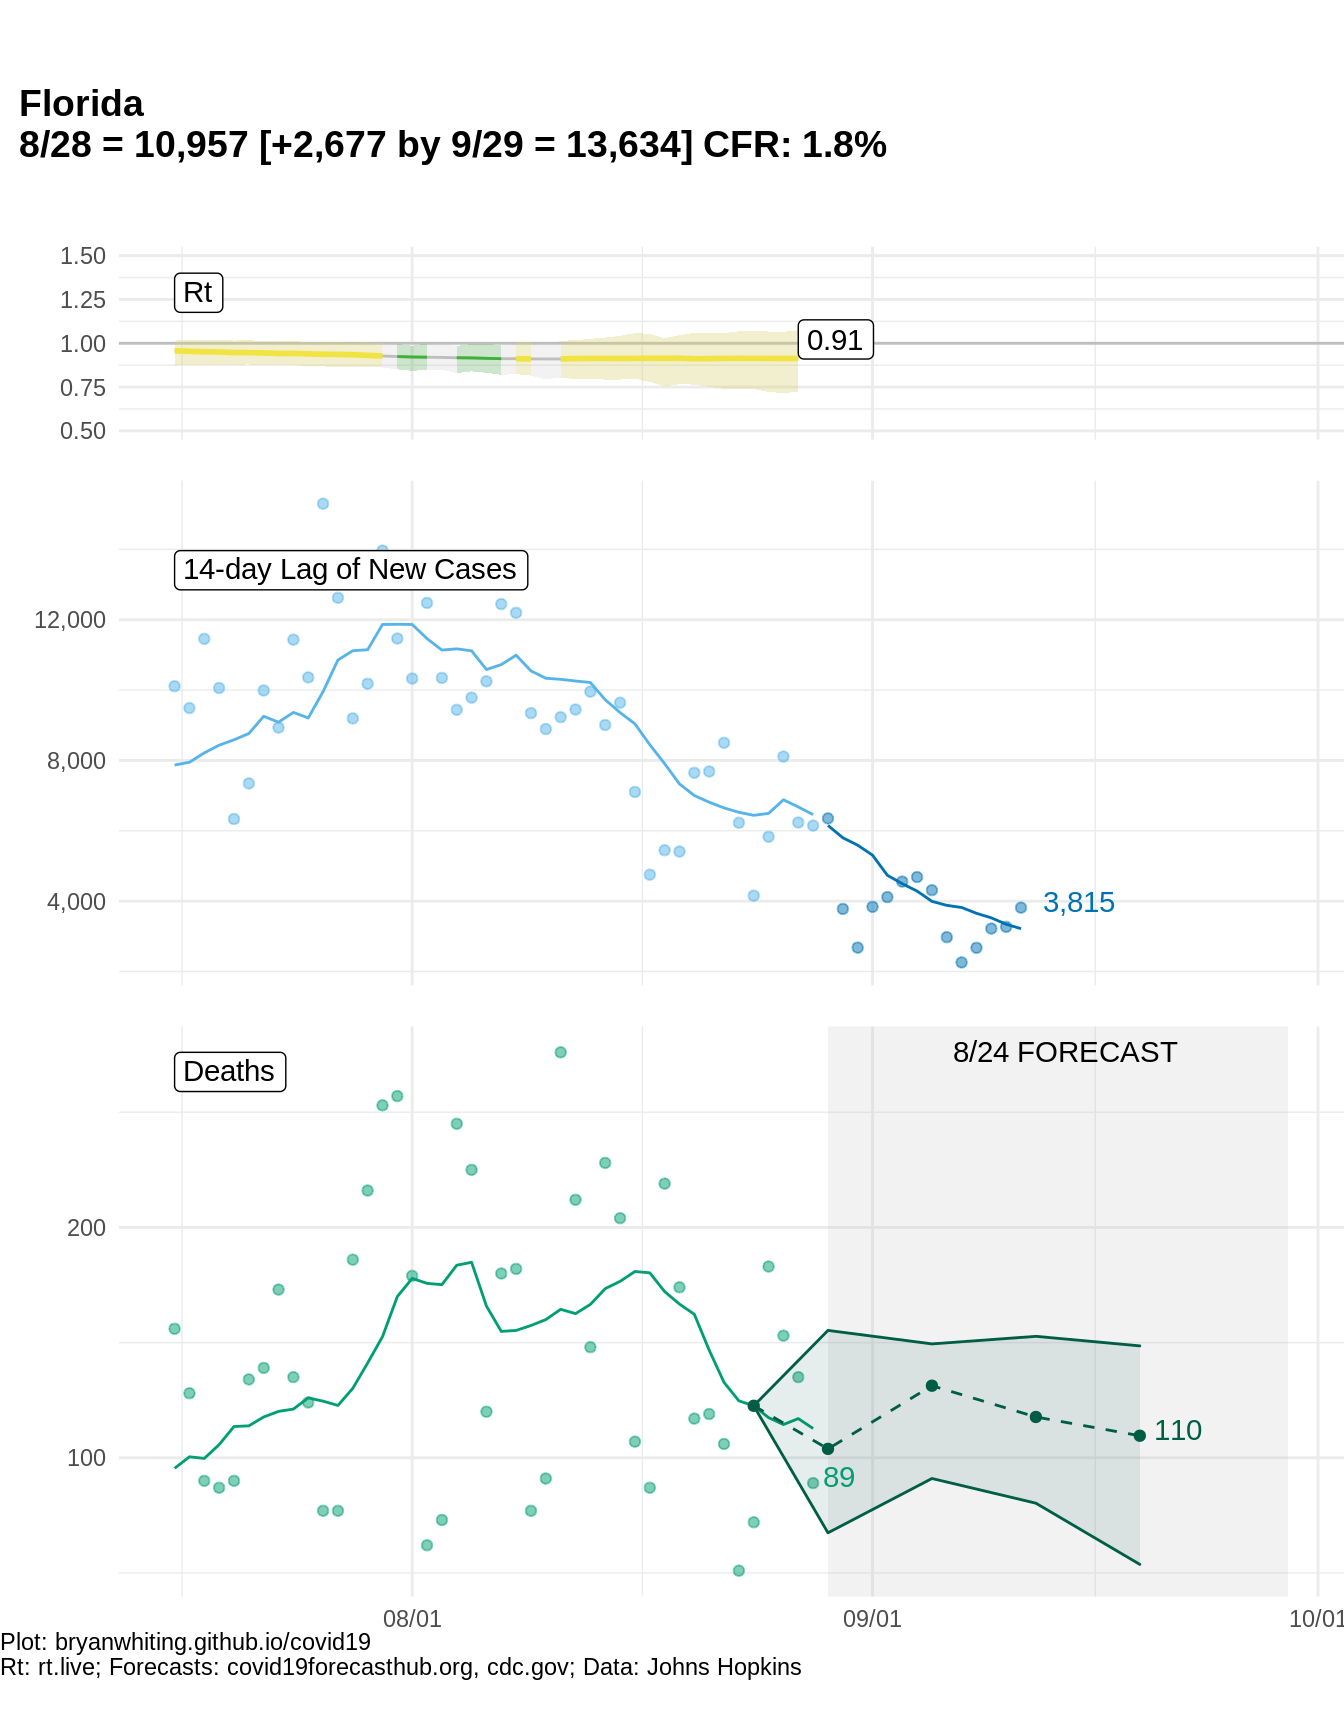 Florida
8/28 = 10,957 [+2,677 by 9/29 = 13,634] CFR: 1.8%
1.50
Rt
1.25
1.00
0.91
0.75
0.50
14-day Lag of New Cases
12,000
8,000
4,000
3,815
8/24 FORECAST
Deaths
200
110
100
89
08/01
09/01
10/01
Plot: bryanwhiting.github.io/covid19
Rt: rt.live; Forecasts: covid19forecasthub.org, cdc.gov; Data: Johns Hopkins